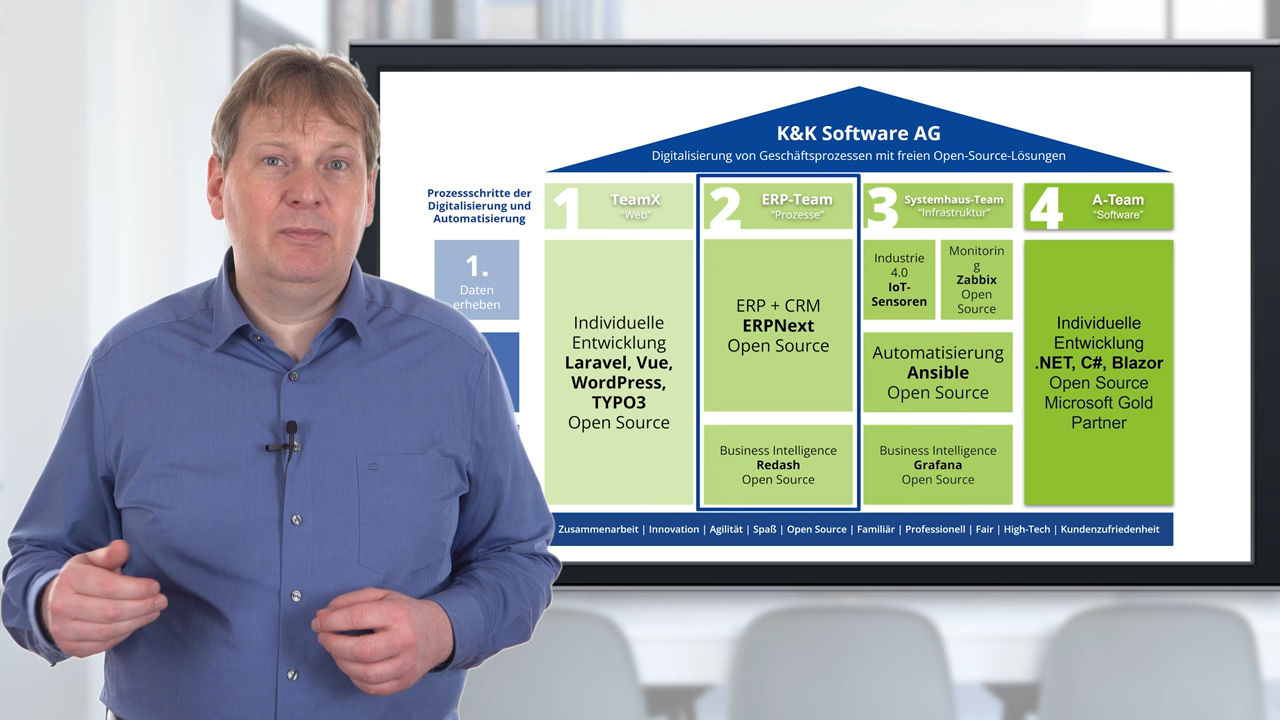 K&K Software AG
Digitalisierung von Geschäftsprozessen mit freien Open-Source-Lösungen
Prozessschritte der
Digitalisierung und
Automatisierung
1.
Daten
erheben
1
TeamX
"Web"
Individuelle
Entwicklung
Laravel, Vue,
WordPress,
TYPO3
Open Source
2
ERP-Team
"Prozesse"
ERP + CRM
ERPNext
Open Source
Business Intelligence
Redash
Open Source
3
Systemhaus-Team
"Infrastruktur"
Industrie
4.0
IoT-
Sensoren
Monitorin
g
Zabbix
Open
Source
Automatisierung
Ansible
Open Source
Business Intelligence
Grafana
Open Source
4
A-Team
"Software"
Individuelle
Entwicklung
.NET, C#, Blazor
Open Source
Microsoft Gold
Partner
Zusammenarbeit | Innovation | Agilität | Spaß | Open Source | Familiär | Professionell | Fair | High-Tech | Kundenzufriedenheit